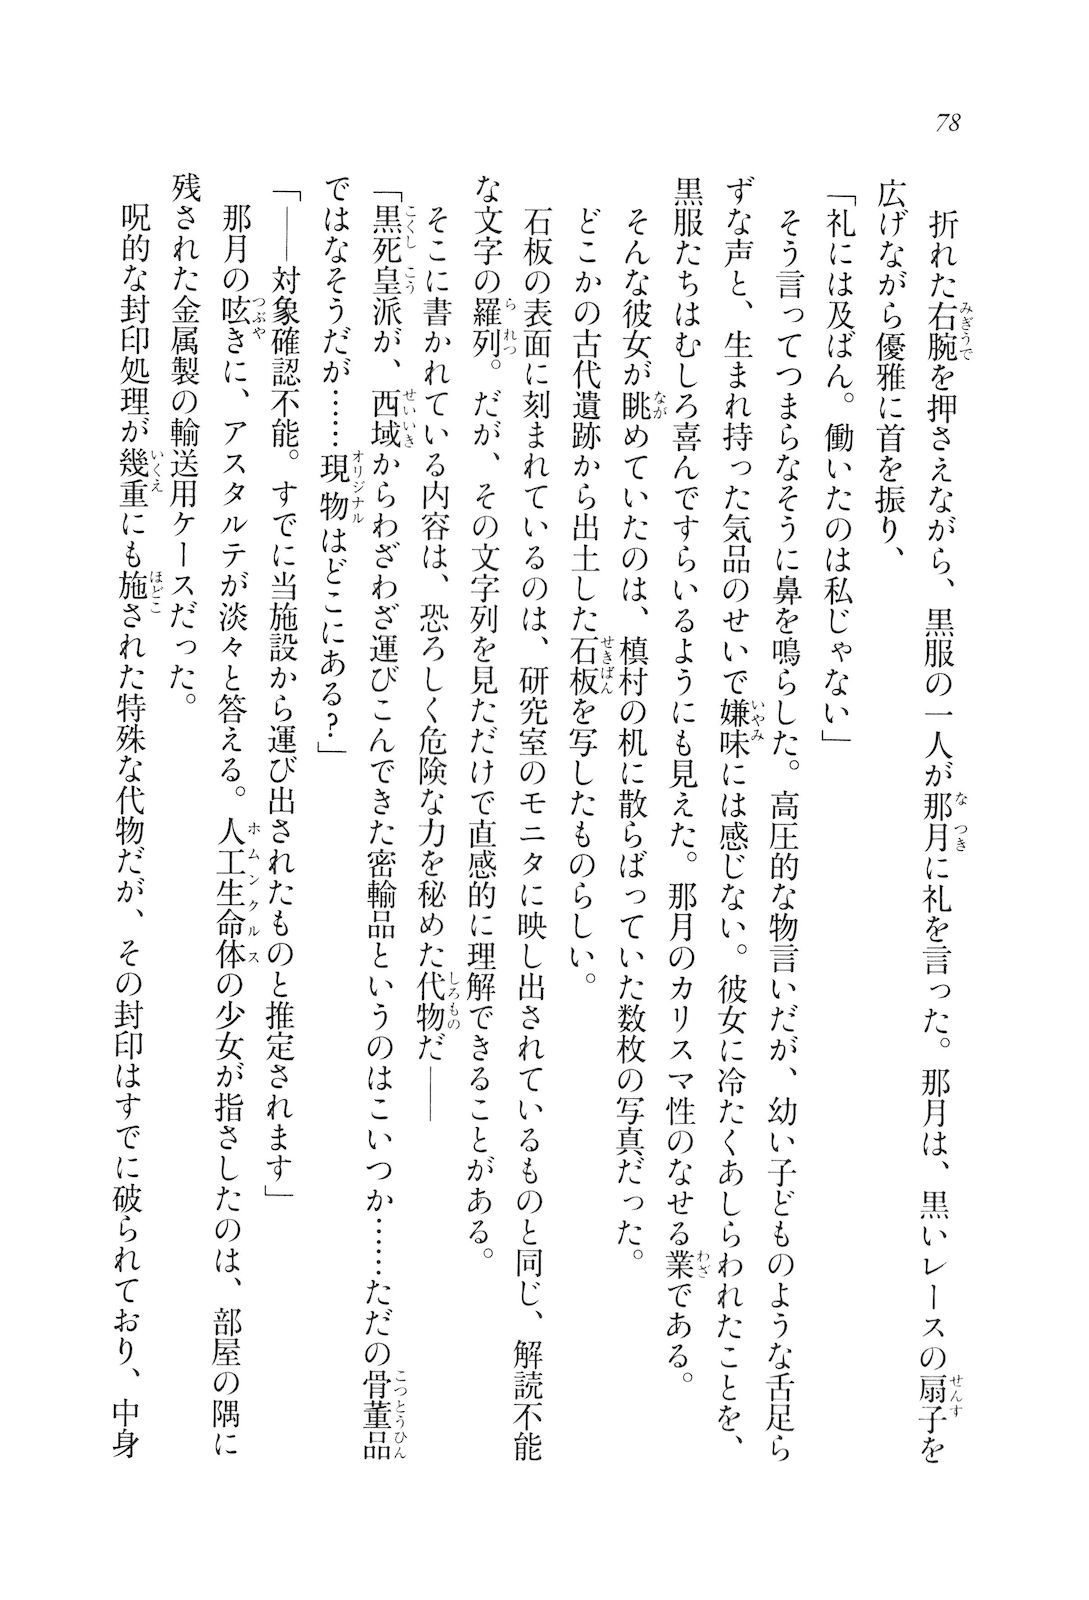 78
折れた右腕を押さえながら、黒服の一人が那月に礼を言った。那月は、黒いレースの扇子を
広げながら優雅に首を振り、
「礼には及ばん。働いたのは私じゃない」
そう言ってつまらなそうに鼻を鳴らした。高圧的な物言いだが、幼い子どものような舌足ら
ずな声と、生まれ持った気品のせいで嫌味には感じない。彼女に冷たくあしらわれたことを、
黒服たちはむしろ喜んですらいるようにも見えた。那月のカリスマ性のなせる業である。
そんな彼女が眺めていたのは、槙村の机に散らばっていた数枚の写真だった。
どこかの古代遺跡から出土した石板を写したものらしい。
石板の表面に刻まれているのは、研究室のモニタに映し出されているものと同じ、解読不能
な文字の羅列。だが、その文字列を見ただけで直感的に理解できることがある。
そこに書かれている内容は、恐ろしく危険な力を秘めた代物だ――
「黒死皇派が、西域からわざわざ運びこんできた密輸品というのはこいつか……ただの骨董品
ではなそうだが……現物はどこにある？」
「――対象確認不能。すでに当施設から運び出されたものと推定されます」
那月の呟きに、アスタルテが淡々と答える。人工生命体の少女が指さしたのは、部屋の隅に
残された金属製の輸送用ケースだった。
呪的な封印処理が幾重にも施された特殊な代物だが、その封印はすでに破られており、中身